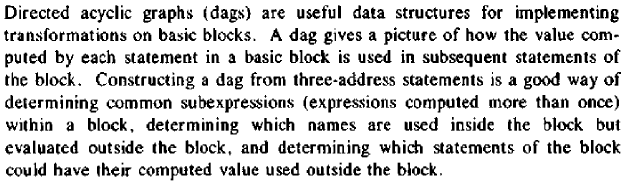 Directed acyclic graphs (dags) are useful data structures for implementing
transformations on basic blocks. A dag gives a picture of how the value com-
puted by each statement in a basic block is used in subsequent statements of
the block. Constructing a dag from three-address statements is a good way of
determining common subexpressions (expressions computed more than once)
within a block, determining which names are used inside the block but
evaluated outside the block, and determining which statements of the block
could have their computed value used outside the block.